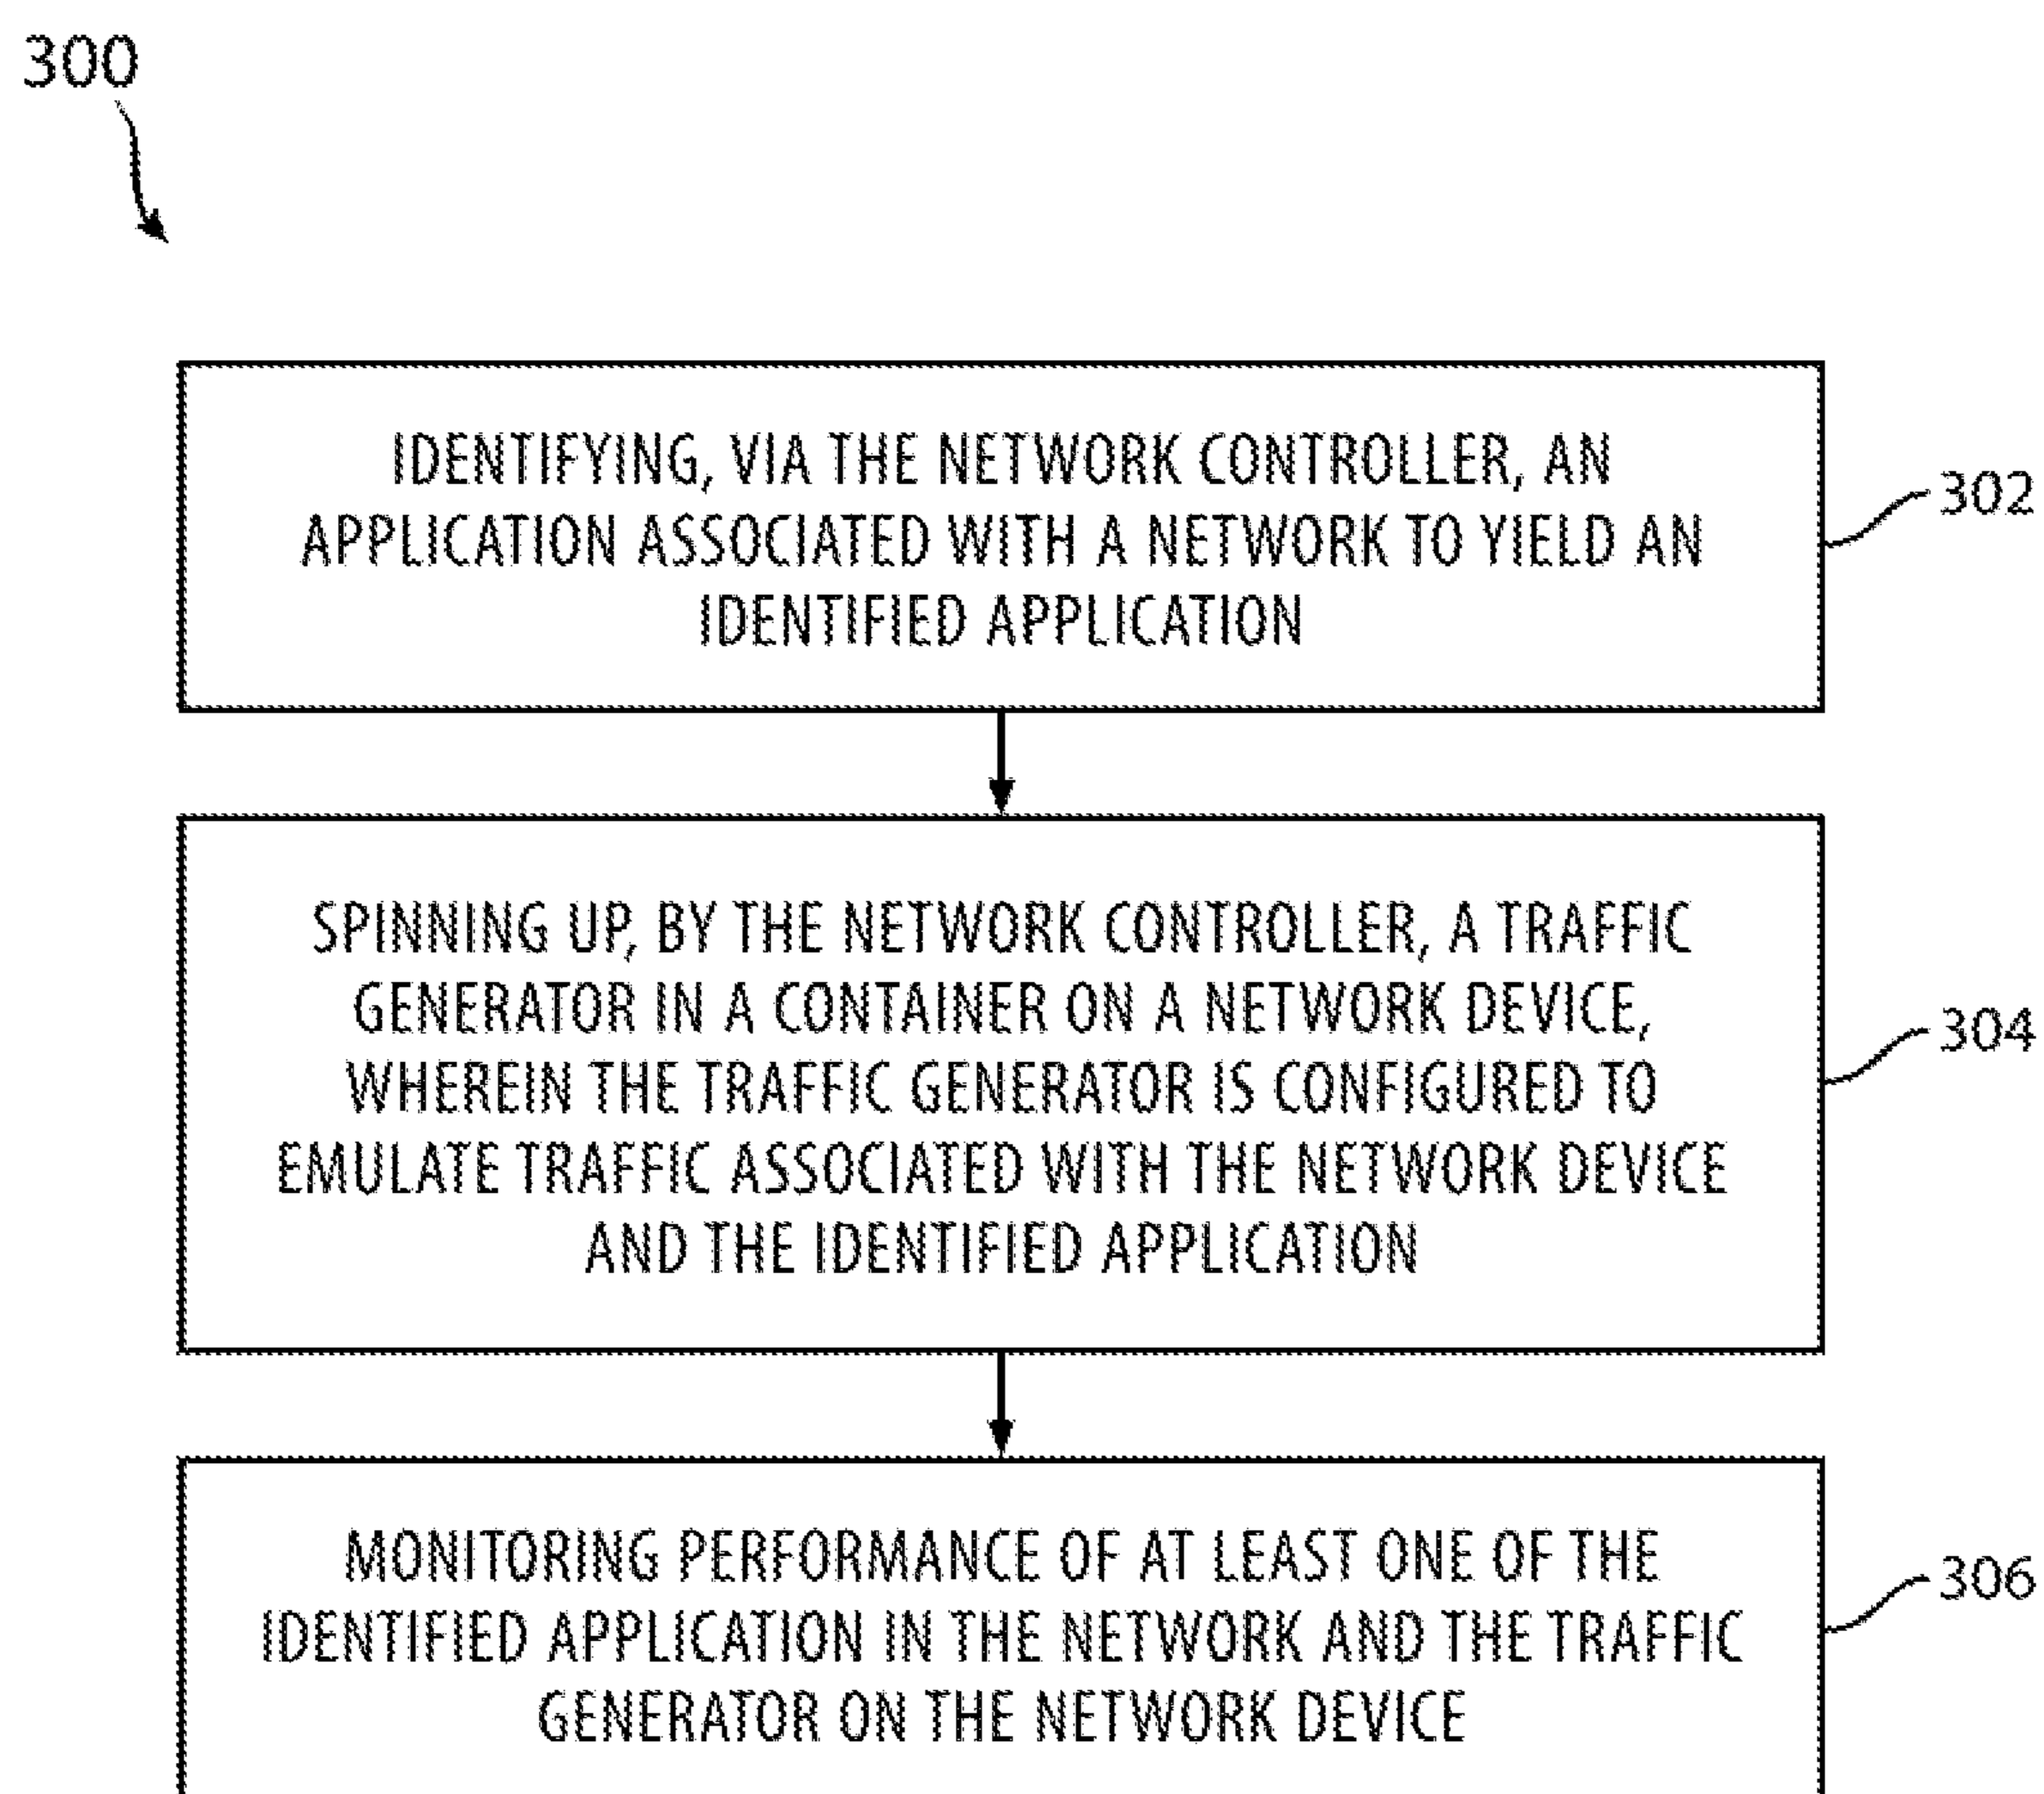 300
IDENTIFYING, VIA THE NETWORK CONTROLLER, AN
APPLICATION ASSOCIATED WITH A NETWORK TO YIELD AN
IDENTIFIED APPLICATION
302
SPINNING UP, BY THE NETWORK CONTROLLER, A TRAFFIC
GENERATOR IN A CONTAINER ON A NETWORK DEVICE,
WHEREIN THE TRAFFIC GENERATOR IS CONFIGURED TO
EMULATE TRAFFIC ASSOCIATED WITH THE NETWORK DEVICE
AND THE IDENTIFIED APPLICATION
304
MONITORING PERFORMANCE OF AT LEAST ONE OF THE
IDENTIFIED APPLICATION IN THE NETWORK AND THE TRAFFIC
GENERATOR ON THE NETWORK DEVICE
306